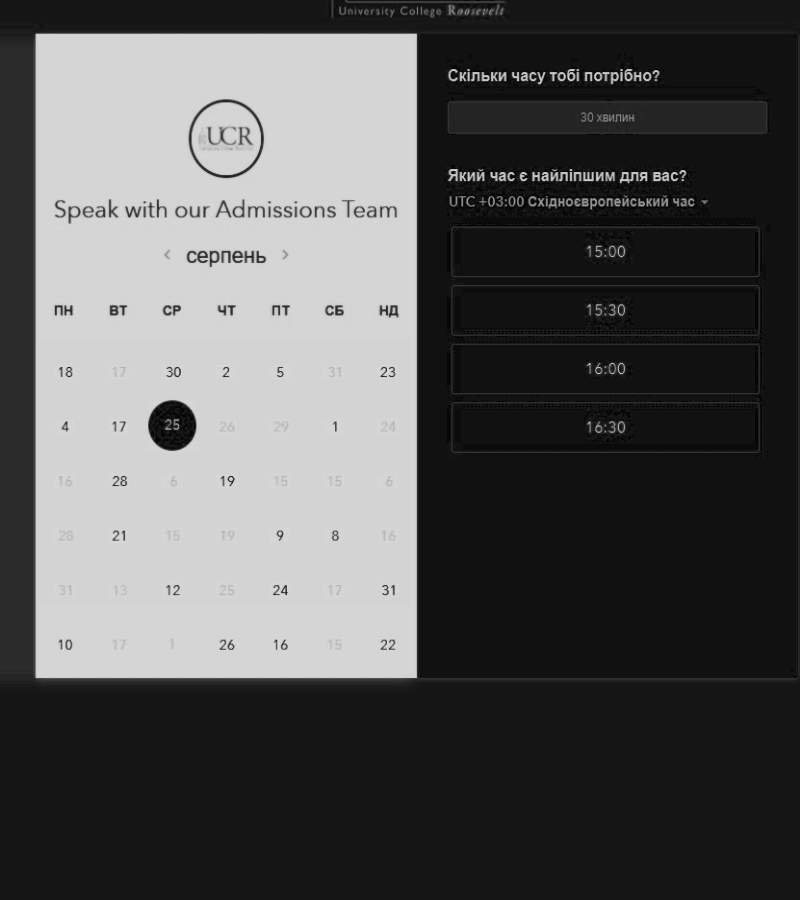 University College Roosevelt
UCR
Speak with our Admissions Team
серпень
ПН ВТ СР ЧТ ПТ СБ НД
18 17 30 2 5 31 23
4 17 25 26 29 1 24
16 28 6 19 15 15 6
28 21 15 19 9 8 16
31 13 12 25 24 17 31
10 17 1 26 16 15 22
Скільки часу тобі потрібно?
30 хвилин
Який час є найліпшим для вас?
UTC +03:00 Східноєвропейський час
15:00
15:30
16:00
16:30